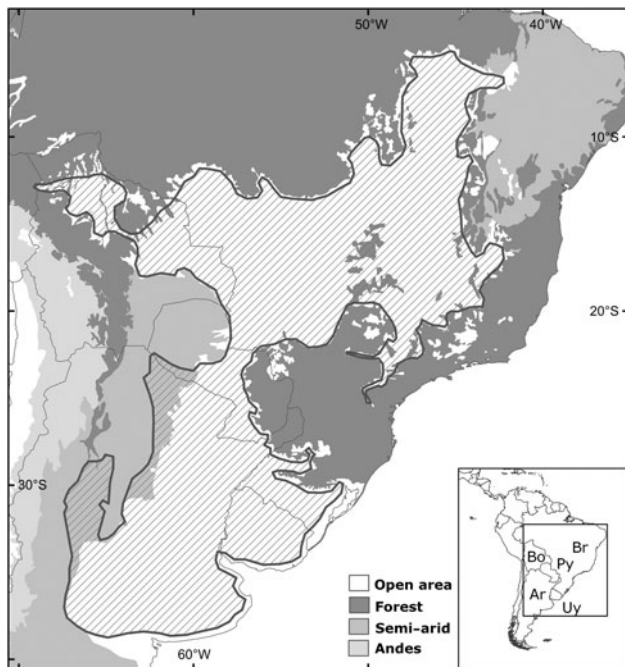 50°W
40°W
10°S
20°S
30°S
60°W
Open area
Forest
Semi-arid
Andes
Br
Bo
Py
Ar
Uy